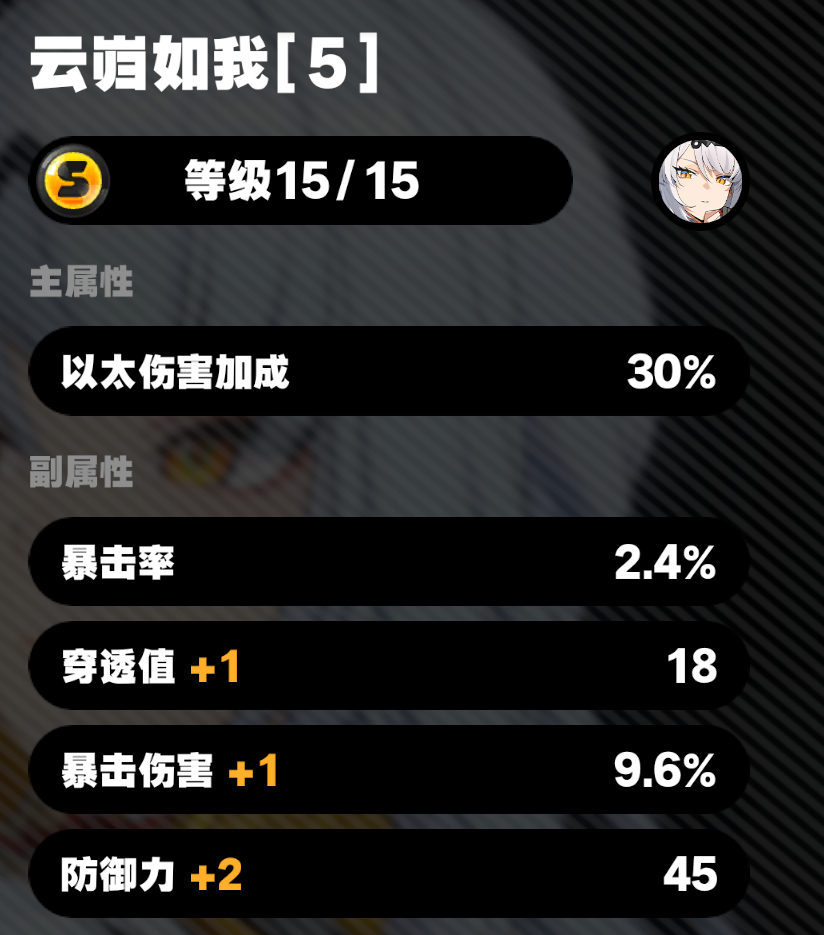 云岿如我[5]
S 等级15/15
主属性
以太伤害加成 30%
副属性
暴击率 2.4%
穿透值 +1 18
暴击伤害 +1 9.6%
防御力 +2 45